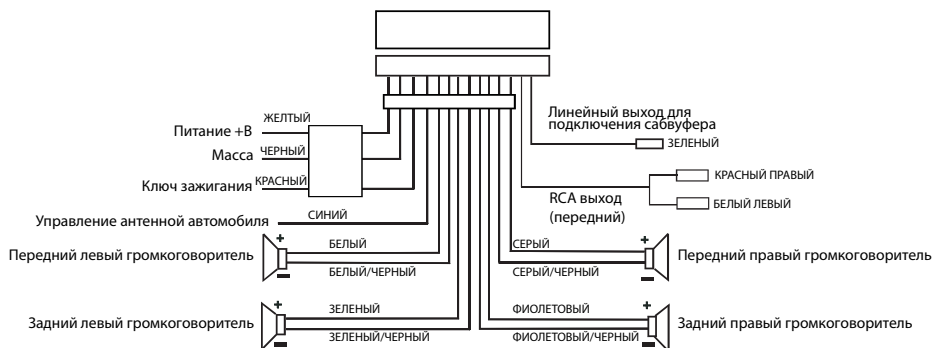 Линейный выход для
подключения сабвуфера
ЗЕЛЕНЫЙ
ЖЕЛТЫЙ
Питание +В
ЧЕРНЫЙ
Масса
КРАСНЫЙ
Ключ зажигания
КРАСНЫЙ ПРАВЫЙ
RCA выход
(передний)
БЕЛЫЙ ЛЕВЫЙ
СИНИЙ
Управление антенной автомобиля
БЕЛЫЙ
СЕРЫЙ
+
+
Передний левый громкоговоритель
Передний правый громкоговоритель
БЕЛЫЙ/ЧЕРНЫЙ
СЕРЫЙ/ЧЕРНЫЙ
ЗЕЛЕНЫЙ
ФИОЛЕТОВЫЙ
+
+
Задний левый громкоговоритель
Задний правый громкоговоритель
ЗЕЛЕНЫЙ/ЧЕРНЫЙ
ФИОЛЕТОВЫЙ/ЧЕРНЫЙ